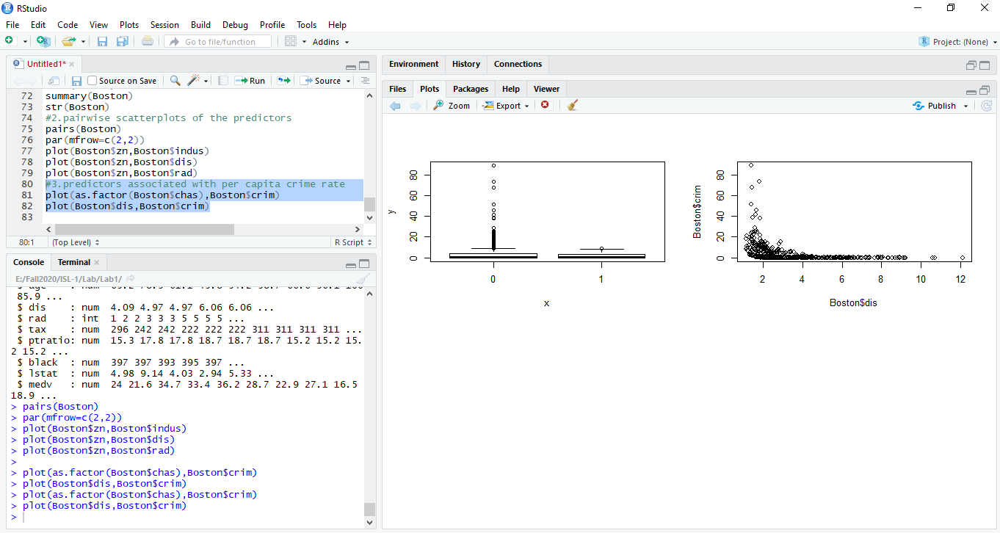 RStudio
File Edit Code View Plots Session Build Debug Profile Tools Help
Go to file/function Addins Project: (None)
Untitled1*
Source on Save Run Source
72 summary(Boston)
73 str(Boston)
74 #2.pairwise scatterplots of the predictors
75 pairs(Boston)
76 par(mfrow=c(2,2))
77 plot(Boston$zn,Boston$indus)
78 plot(Boston$zn,Boston$dis)
79 plot(Boston$zn,Boston$rad)
80 #3.predictors associated with per capita crime rate
81 plot(as.factor(Boston$chas),Boston$crim)
82 plot(Boston$dis,Boston$crim)
83
80:1 (Top Level) R Script
Console Terminal
E:/Fall2020/ISL-1/Lab/Lab1/
85.9 ...
$ dis : num 4.09 4.97 4.97 6.06 6.06 ...
$ rad : int 1 2 2 3 3 3 5 5 5 5 ...
$ tax : num 296 242 242 222 222 222 311 311 311 311 ...
$ ptratio: num 15.3 17.8 17.8 18.7 18.7 18.7 15.2 15.2 15.
2 15.2 ...
$ black : num 397 397 393 395 397 ...
$ lstat : num 4.98 9.14 4.03 2.94 5.33 ...
$ medv : num 24 21.6 34.7 33.4 36.2 28.7 22.9 27.1 16.5
18.9 ...
> pairs(Boston)
> par(mfrow=c(2,2))
> plot(Boston$zn,Boston$indus)
> plot(Boston$zn,Boston$dis)
> plot(Boston$zn,Boston$rad)
>
> plot(as.factor(Boston$chas),Boston$crim)
> plot(Boston$dis,Boston$crim)
> plot(as.factor(Boston$chas),Boston$crim)
> plot(Boston$dis,Boston$crim)
>
Environment History Connections
Files Plots Packages Help Viewer
Zoom Export Publish
y
80
60
40
20
0
0 1
x
Boston$crim
80
60
40
20
0
2 4 6 8 10 12
Boston$dis